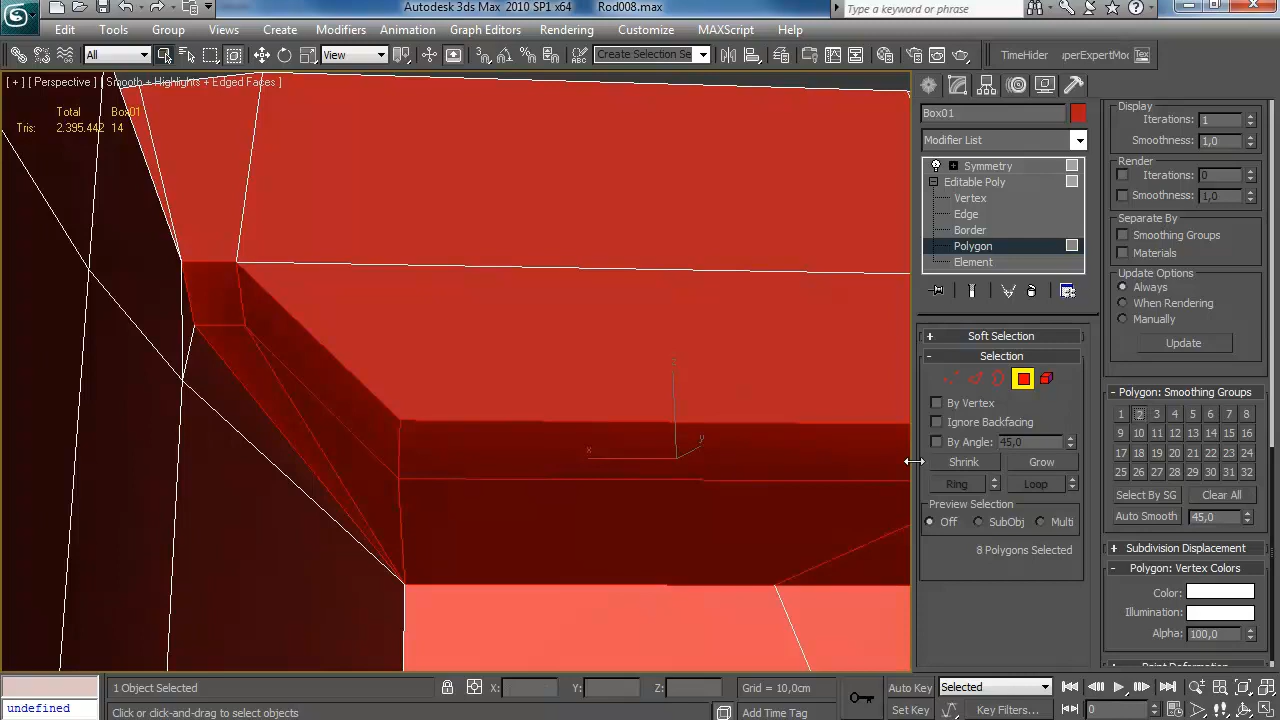 Autodesk 3ds Max 2010 SP1 x64 Rod008.max
Type a keyword or phrase
Edit Tools Group Views Create Modifiers Animation Graph Editors Rendering Customize MAXScript Help
All View Create Selection Se TimeHider uperExpertMod Tex
[ + ] [ Perspective ] [ Smooth + Highlights + Edged Faces ]
Total Box01
Tris: 2.395.442 14
x y z
Box01
Modifier List
Symmetry
Editable Poly
Vertex
Edge
Border
Polygon
Element
Soft Selection
Selection
By Vertex
Ignore Backfacing
By Angle: 45,0
Shrink Grow
Ring Loop
Preview Selection
Off SubObj Multi
8 Polygons Selected
Display
Iterations: 1
Smoothness: 1,0
Render
Iterations: 0
Smoothness: 1,0
Separate By
Smoothing Groups
Materials
Update Options
Always
When Rendering
Manually
Update
Polygon: Smoothing Groups
1 2 3 4 5 6 7 8
9 10 11 12 13 14 15 16
17 18 19 20 21 22 23 24
25 26 27 28 29 30 31 32
Select By SG Clear All
Auto Smooth 45,0
Subdivision Displacement
Polygon: Vertex Colors
Color:
Illumination:
Alpha: 100,0
Paint Deformation
1 Object Selected X: Y: Z: Grid = 10,0cm Auto Key Selected
undefined Click or click-and-drag to select objects Add Time Tag Set Key Key Filters... 0